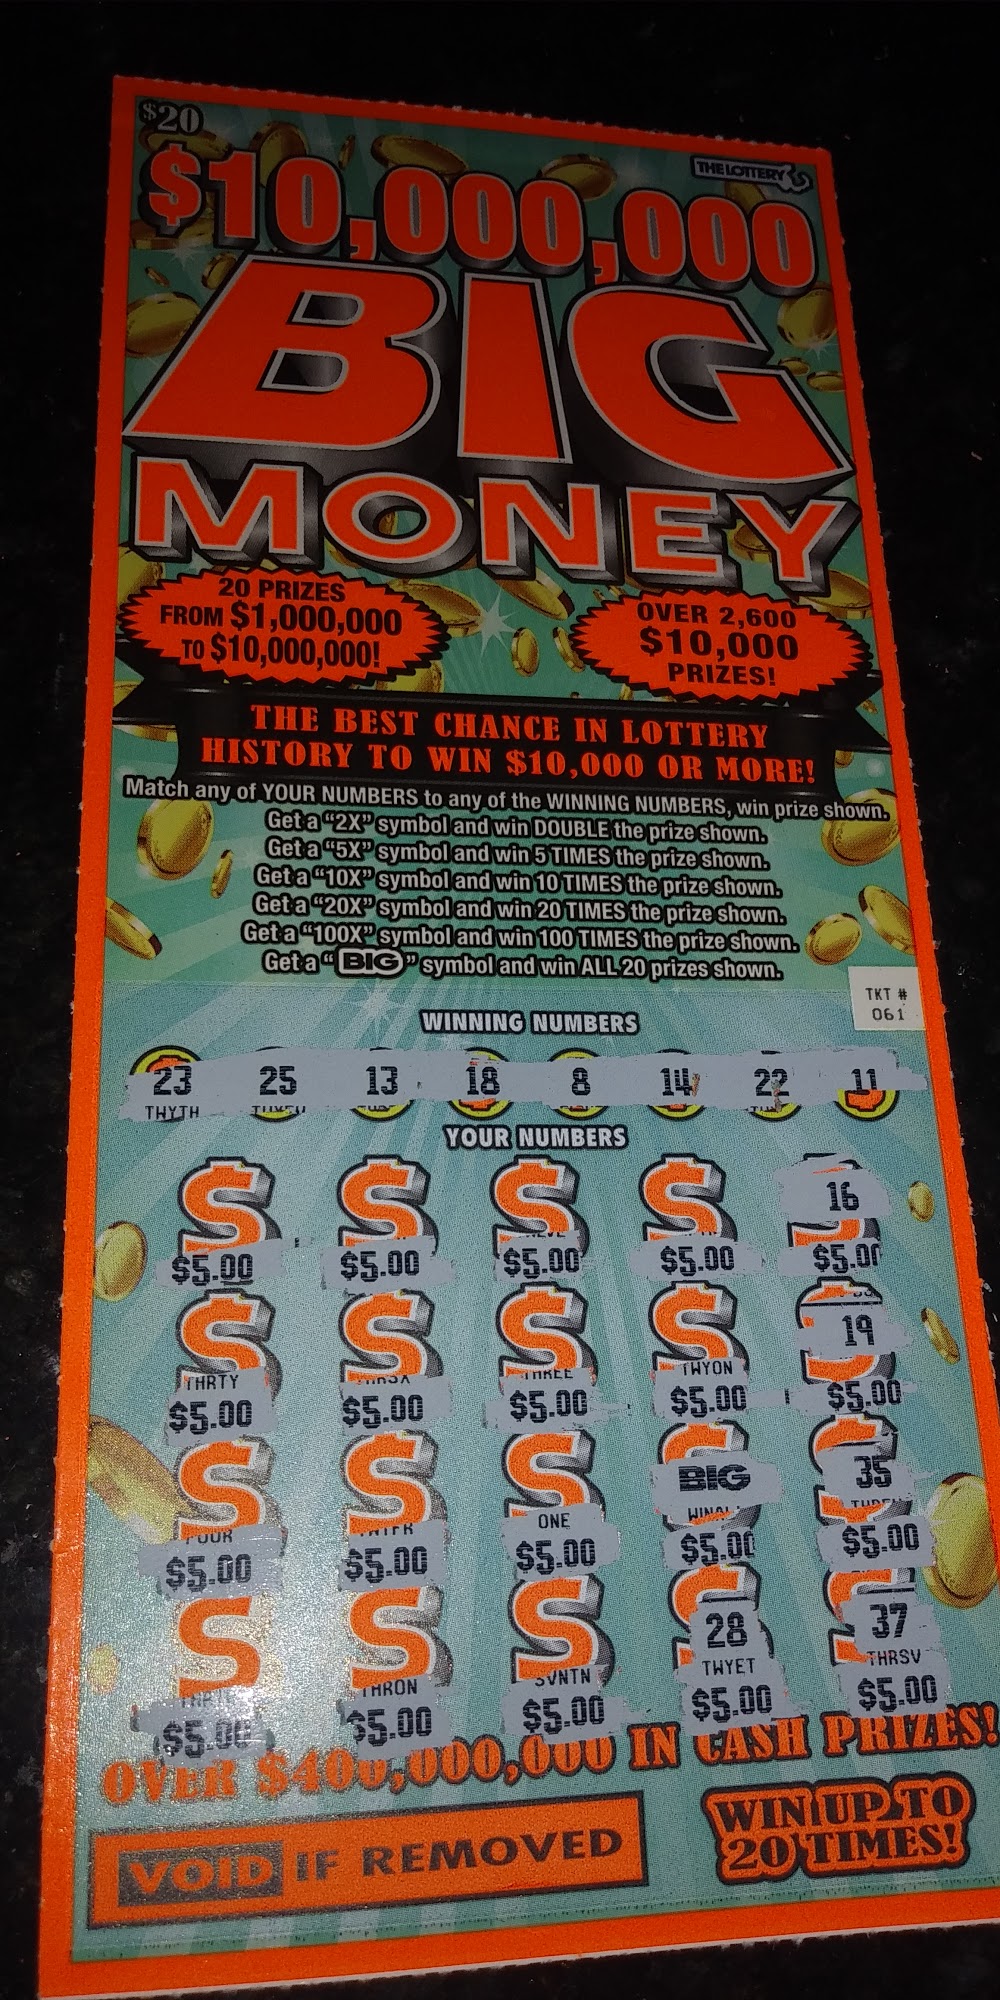 $20
THE LOTTERY
$10,000,000
BIG
MONEY
20 PRIZES
FROM $1,000,000
TO $10,000,000!
OVER 2,600
$10,000
PRIZES!
THE BEST CHANCE IN LOTTERY
HISTORY TO WIN $10,000 OR MORE!
Match any of YOUR NUMBERS to any of the WINNING NUMBERS, win prize shown.
Get a "2X" symbol and win DOUBLE the prize shown.
Get a "5X" symbol and win 5 TIMES the prize shown.
Get a "10X" symbol and win 10 TIMES the prize shown.
Get a "20X" symbol and win 20 TIMES the prize shown.
Get a "100X" symbol and win 100 TIMES the prize shown.
Get a "BIG" symbol and win ALL 20 prizes shown.
TKT #
061
WINNING NUMBERS
23 25 13 18 8 14 22 11
THYTH
YOUR NUMBERS
16
$5.00 $5.00 $5.00 $5.00 $5.00
19
THRTY THREE TWYON
$5.00 $5.00 $5.00 $5.00 $5.00
BIG 35
FOUR ONE
$5.00 $5.00 $5.00 $5.00 $5.00
28 37
THRON SVNTN TWYET THRSV
$5.00 $5.00 $5.00 $5.00 $5.00
OVER $400,000,000 IN CASH PRIZES!
VOID IF REMOVED
WIN UP TO
20 TIMES!